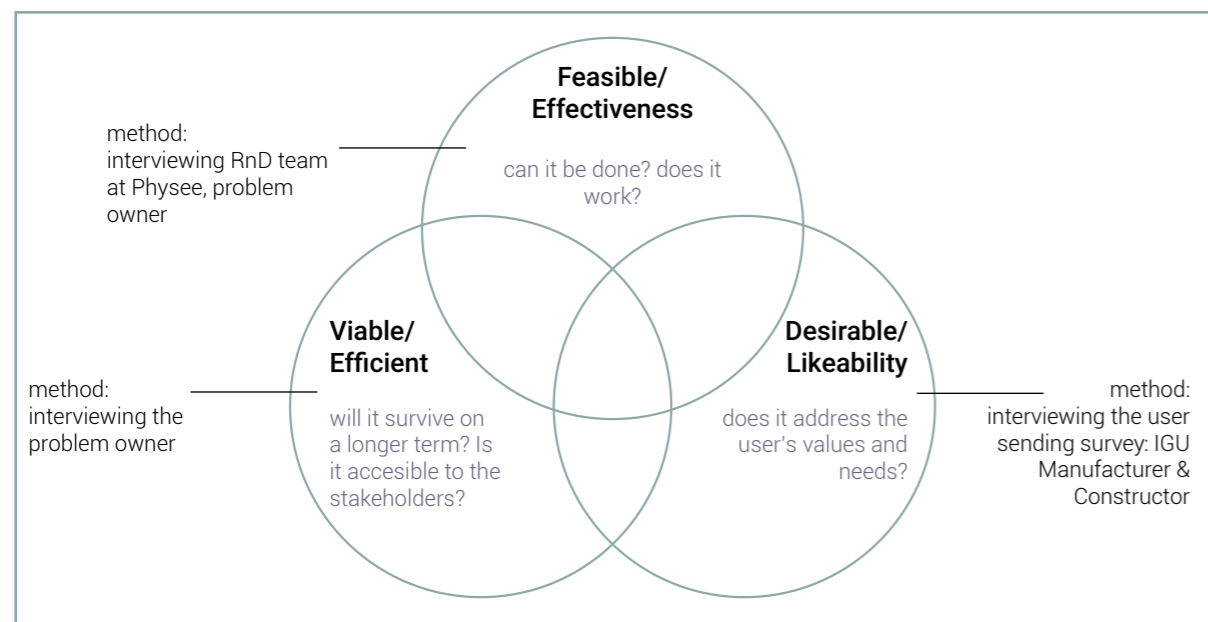 Feasible/
Effectiveness
can it be done? does it
work?
method:
interviewing RnD team
at Physee, problem
owner
Viable/
Efficient
will it survive on
a longer term? Is
it accesible to the
stakeholders?
method:
interviewing the
problem owner
Desirable/
Likeability
does it address the
user's values and
needs?
method:
interviewing the user
sending survey: IGU
Manufacturer &
Constructor